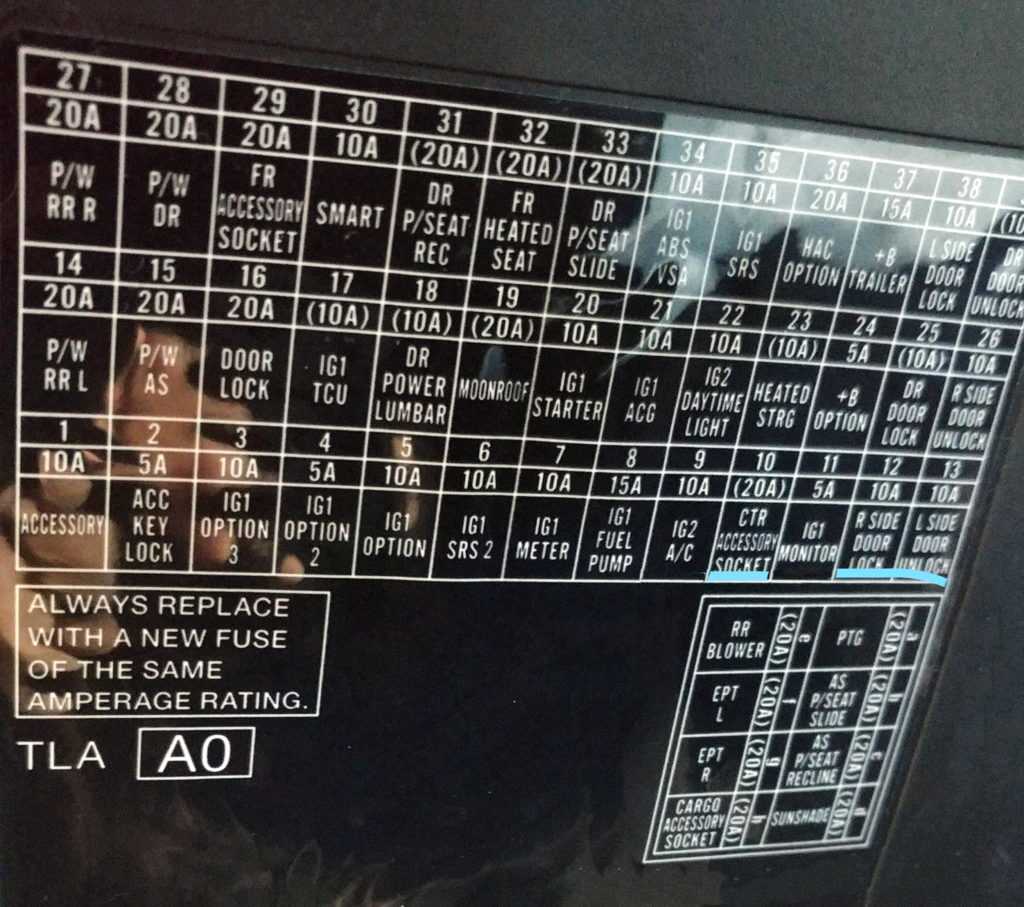 27 28 29 30 31 32 33 34 35 36 37 38
20A 20A 20A 10A (20A) (20A) (20A) 10A 10A 20A 15A 10A (10
P/W RR R
P/W DR
FR ACCESSORY SOCKET
SMART
DR P/SEAT REC
FR HEATED SEAT
DR P/SEAT SLIDE
IG1 ABS /VSA
IG1 SRS
HAC OPTION
+B TRAILER
L SIDE DOOR LOCK
DR DOOR UNLOCK
14 15 16 17 18 19 20 21 22 23 24 25 26
20A 20A 20A (10A) (10A) (20A) 10A 10A 10A (10A) 5A (10A) 10A
P/W RR L
P/W AS
DOOR LOCK
IG1 TCU
DR POWER LUMBAR
MOONROOF
IG1 STARTER
IG1 ACG
IG2 DAYTIME LIGHT
HEATED STRG
+B OPTION
DR DOOR LOCK
R SIDE DOOR UNLOCK
1 2 3 4 5 6 7 8 9 10 11 12 13
10A 5A 10A 5A 10A 10A 10A 15A 10A (20A) 5A 10A 10A
ACCESSORY
ACC KEY LOCK
IG1 OPTION 3
IG1 OPTION 2
IG1 OPTION
IG1 SRS 2
IG1 METER
IG1 FUEL PUMP
IG2 A/C
CTR ACCESSORY SOCKET
IG1 MONITOR
R SIDE DOOR LOCK
L SIDE DOOR UNLOCK
ALWAYS REPLACE
WITH A NEW FUSE
OF THE SAME
AMPERAGE RATING.
TLA A0
RR BLOWER (20A) e PTG (20A) a
EPT L (20A) f AS P/SEAT SLIDE (20A) b
EPT R (20A) g AS P/SEAT RECLINE (20A) c
CARGO ACCESSORY SOCKET (20A) h SUNSHADE (20A) d